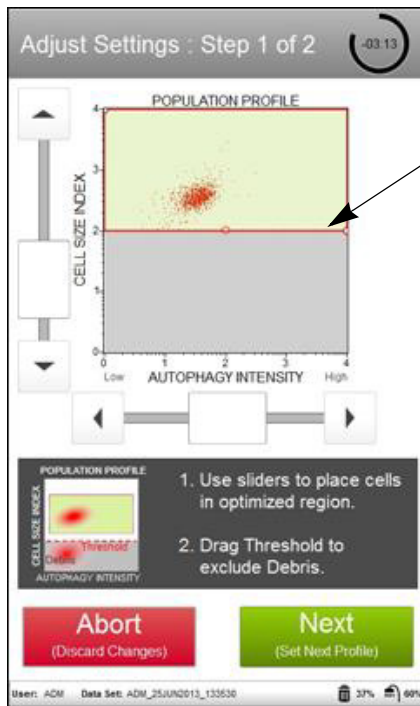 Adjust Settings : Step 1 of 2
-03:13
POPULATION PROFILE
CELL SIZE INDEX
4
3
2
1
0
0
1
2
3
4
Low
AUTOPHAGY INTENSITY
High
POPULATION PROFILE
CELL SIZE INDEX
Threshold
Debris
AUTOPHAGY INTENSITY
1. Use sliders to place cells
in optimized region.
2. Drag Threshold to
exclude Debris.
Abort
(Discard Changes)
Next
(Set Next Profile)
User: ADM Data Set: ADM_25JUN2013_133530 37% 60%